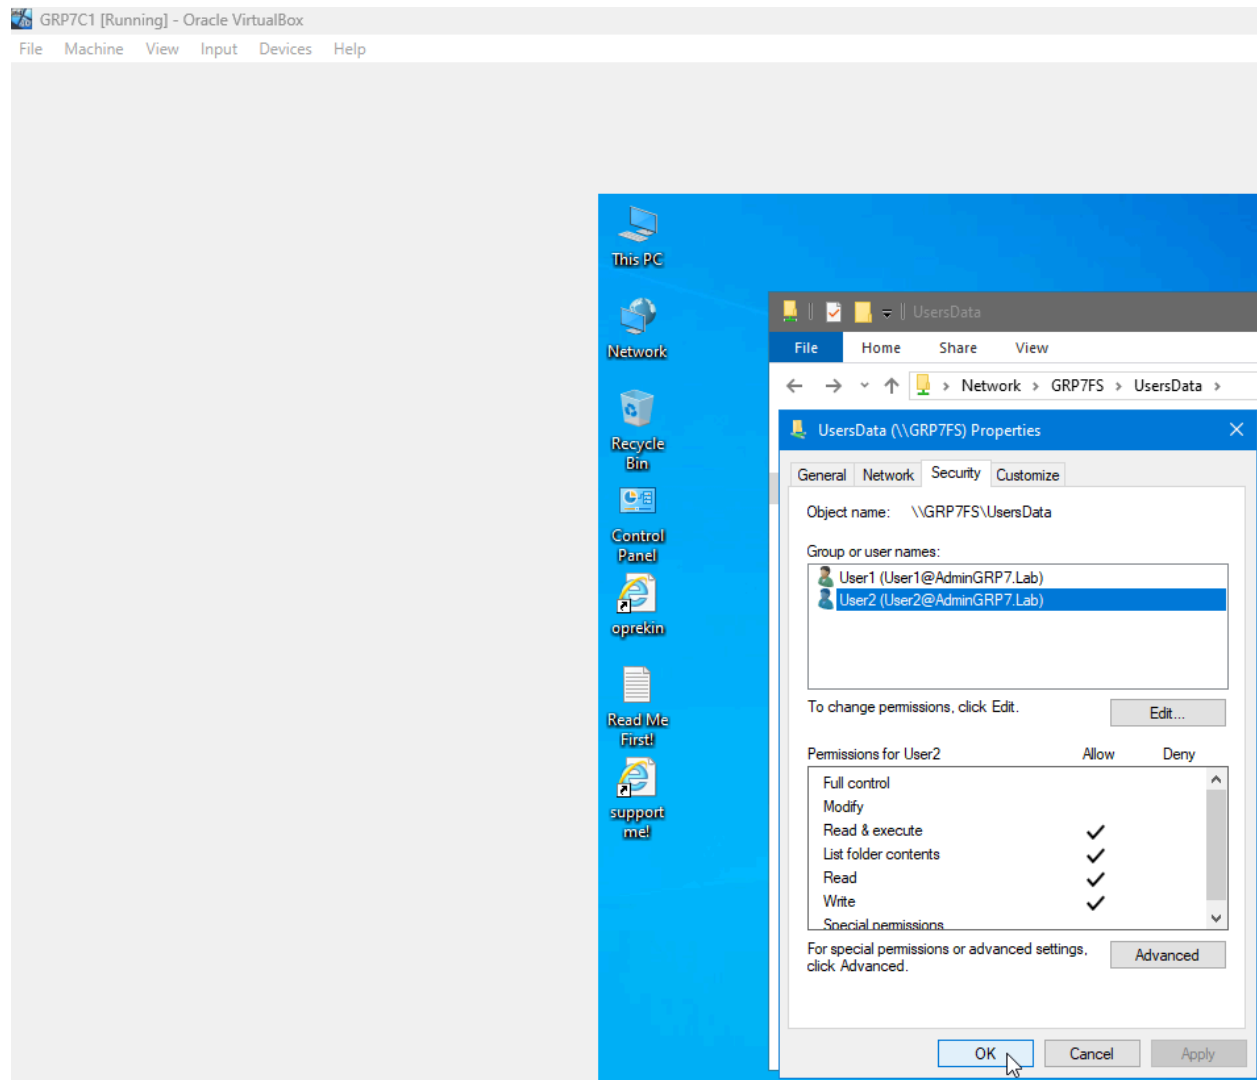 GRP7C1 [Running] - Oracle VirtualBox
File Machine View Input Devices Help
This PC
Network
Recycle
Bin
Control
Panel
oprekin
Read Me
First!
support
me!
UsersData
File Home Share View
Network > GRP7FS > UsersData >
UsersData (\\GRP7FS) Properties
General Network Security Customize
Object name: \\GRP7FS\UsersData
Group or user names:
User1 (User1@AdminGRP7.Lab)
User2 (User2@AdminGRP7.Lab)
To change permissions, click Edit.
Edit...
Permissions for User2 Allow Deny
Full control
Modify
Read & execute
List folder contents
Read
Write
Special permissions
For special permissions or advanced settings,
click Advanced.
Advanced
OK Cancel Apply